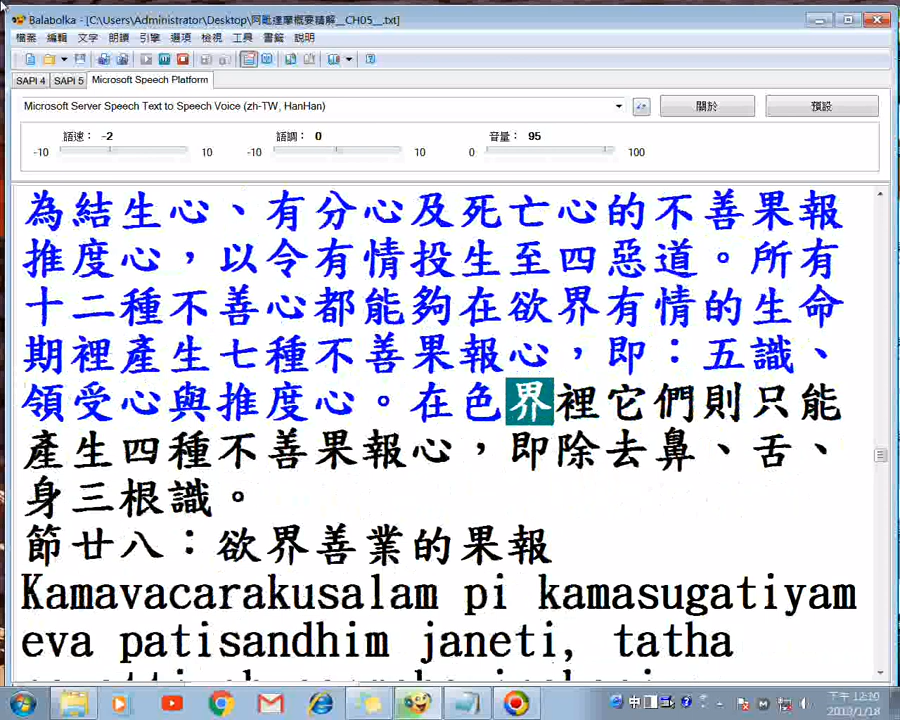 Balabolka - [C:\Users\Administrator\Desktop\阿毗達摩概要精解__CH05__.txt]
檔案 編輯 文字 朗讀 引擎 選項 檢視 工具 書籤 說明
SAPI 4 SAPI 5 Microsoft Speech Platform
Microsoft Server Speech Text to Speech Voice (zh-TW, HanHan) 關於 預設
語速： -2 語調： 0 音量： 95
-10 10 -10 10 0 100
為結生心、有分心及死亡心的不善果報
推度心，以令有情投生至四惡道。所有
十二種不善心都能夠在欲界有情的生命
期裡產生七種不善果報心，即：五識、
領受心與推度心。在色界裡它們則只能
產生四種不善果報心，即除去鼻、舌、
身三根識。
節廿八：欲界善業的果報
Kamavacarakusalam pi kamasugatiyam
eva patisandhim janeti, tatha
中
下午 12:20
2019/1/18